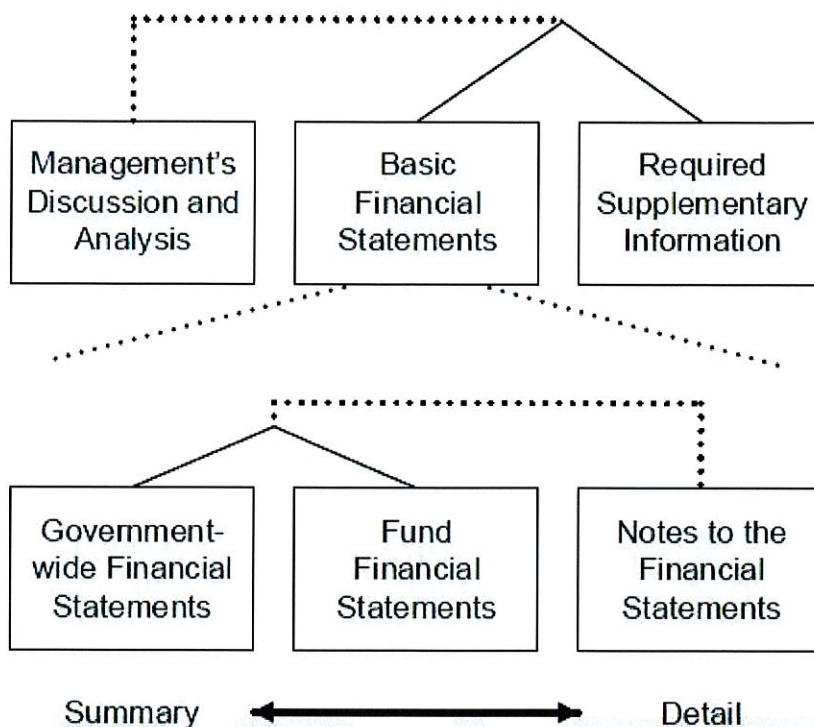 Management's
Discussion and
Analysis
Basic
Financial
Statements
Required
Supplementary
Information
Government-
wide Financial
Statements
Fund
Financial
Statements
Notes to the
Financial
Statements
Summary
Detail